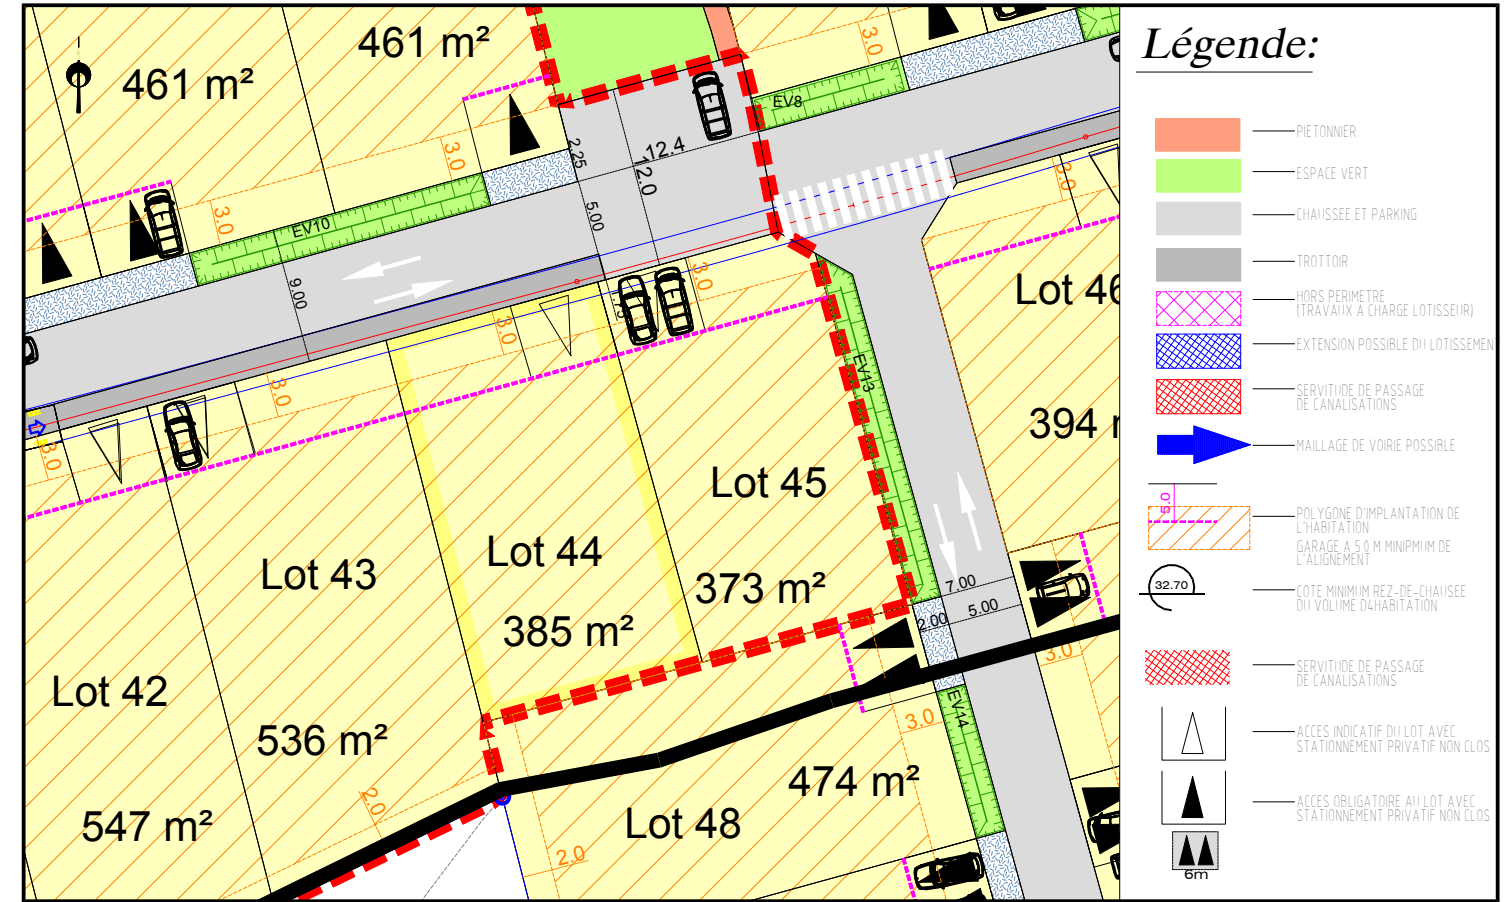 461 m²
461 m²
3.0
3.0
3.0
EV8
2.25
12.4
12.0
3.0
EV10
5.00
9.00
3.0
3.0
3.0
3.0
EV13
Lot 46
394
Lot 45
373 m²
Lot 44
385 m²
Lot 43
536 m²
Lot 42
547 m²
7.00
5.00
2.00
3.0
3.0
EV14
474 m²
Lot 48
2.0
2.0
Légende:
PIETONNIER
ESPACE VERT
CHAUSSEE ET PARKING
TROTTOIR
HORS PERIMETRE
(TRAVAUX A CHARGE LOTISSEUR)
EXTENSION POSSIBLE DU LOTISSEMEN
SERVITUDE DE PASSAGE
DE CANALISATIONS
MAILLAGE DE VOIRIE POSSIBLE
5.0
POLYGONE D'IMPLANTATION DE
L'HABITATION
GARAGE A 5.0 M MINIPMUM DE
L'ALIGNEMENT
32.70
COTE MINIMUM REZ-DE-CHAUSEE
DU VOLUME D4HABITATION
SERVITUDE DE PASSAGE
DE CANALISATIONS
ACCES INDICATIF DU LOT AVEC
STATIONNEMENT PRIVATIF NON CLOS
ACCES OBLIGATOIRE AU LOT AVEC
STATIONNEMENT PRIVATIF NON CLOS
6m